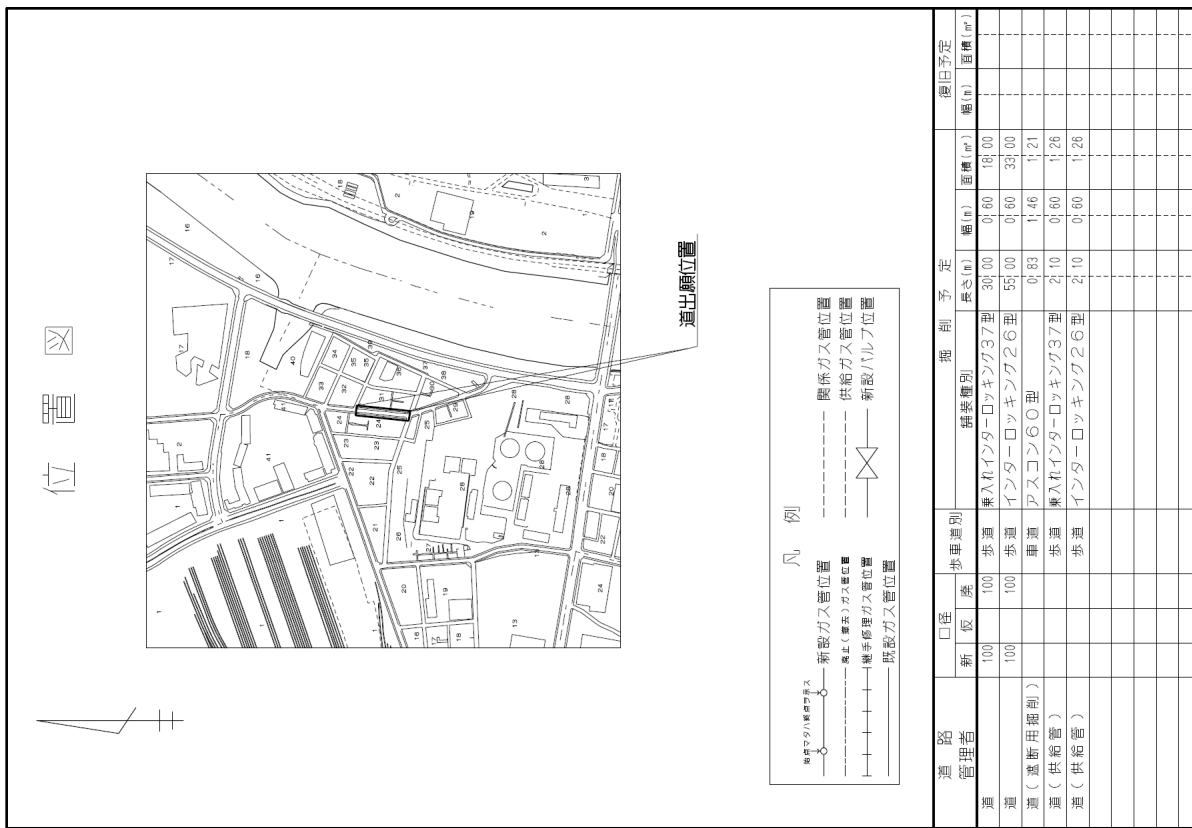 位置図
道出願位置
凡例
始点マタハ終点ヲ示ス
新設ガス管位置
廃止(撤去)ガス管位置
継手修理ガス管位置
既設ガス管位置
関係ガス管位置
供給ガス管位置
新設バルブ位置
道路管理者 口径 歩車道別 掘削予定 復旧予定
新 仮 廃 舗装種別 長さ(m) 幅(m) 面積(㎡) 幅(m) 面積(㎡)
道 100 100 歩道 乗入れインターロッキング37型 30 00 0 60 18 00
道 100 100 歩道 インターロッキング26型 55 00 0 60 33 00
道(遮断用掘削) 車道 アスコン60型 0 83 1 46 1 21
道(供給管) 歩道 乗入れインターロッキング37型 2 10 0 60 1 26
道(供給管) 歩道 インターロッキング26型 2 10 0 60 1 26